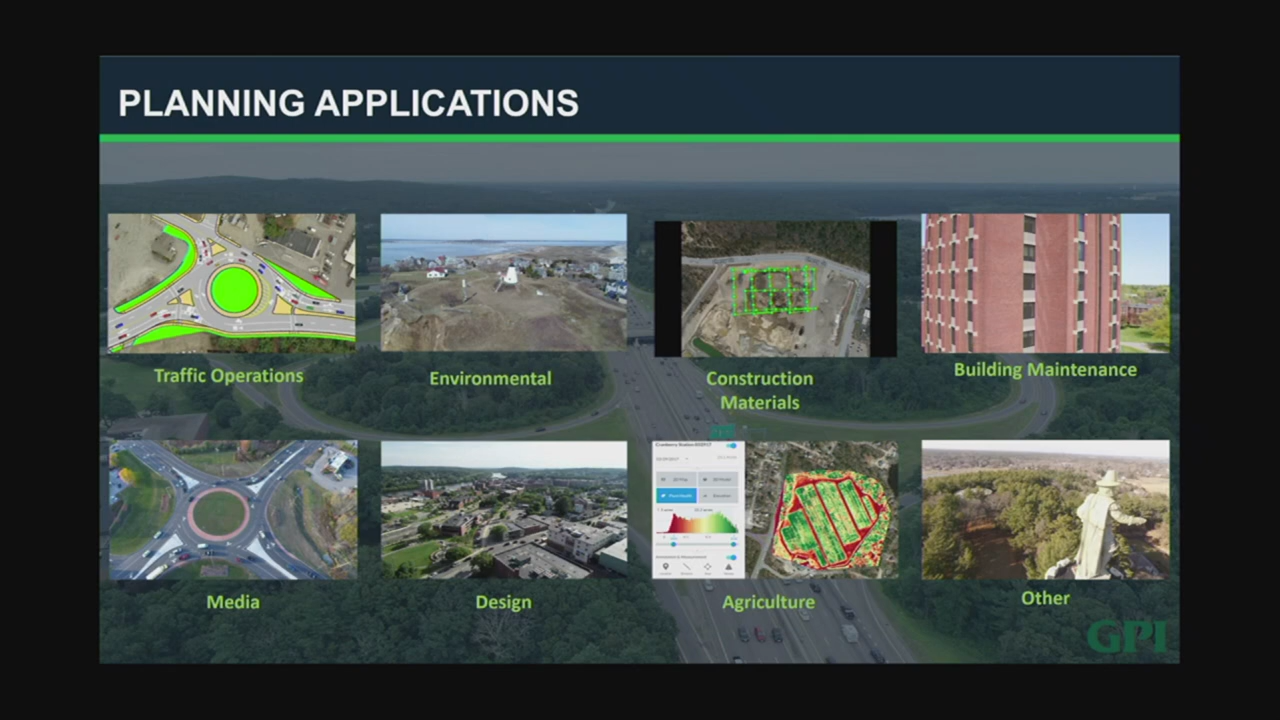 PLANNING APPLICATIONS
Traffic Operations
Environmental
Construction
Materials
Building Maintenance
Media
Design
Agriculture
Other
GPI